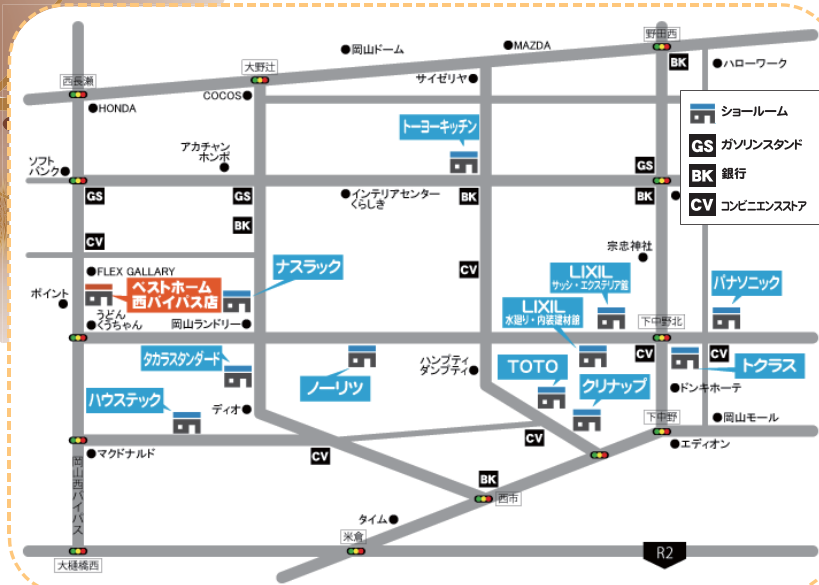 野田西
岡山ドーム
MAZDA
大野辻
西長瀬
サイゼリヤ
BK
ハローワーク
COCOS
HONDA
ショールーム
トーヨーキッチン
GS ガソリンスタンド
アカチャン
ホンポ
ソフト
バンク
GS
BK 銀行
GS
GS
インテリアセンター
くらしき
BK
BK
CV コンビニエンスストア
BK
CV
宗忠神社
FLEX GALLARY
ナスラック
CV
LIXIL
サッシ・エクステリア館
パナソニック
ベストホーム
西バイパス店
ポイント
うどん
くうちゃん
岡山ランドリー
LIXIL
水廻り・内装建材館
下中野北
タカラスタンダード
ノーリツ
ハンプティ
ダンプティ
TOTO
クリナップ
CV
CV
トクラス
ドンキホーテ
ハウステック
ディオ
下中野
岡山モール
マクドナルド
CV
CV
エディオン
岡山西バイパス
BK
西市
タイム
米倉
R2
大樋橋西